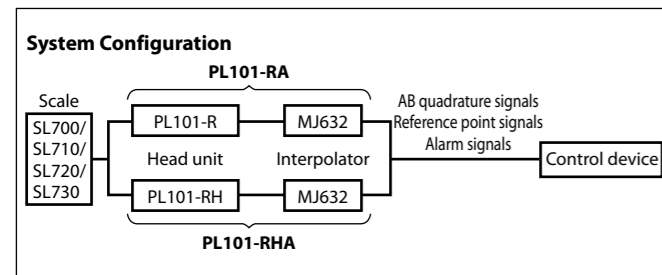 System Configuration
PL101-RA
Scale
SL700/
SL710/
SL720/
SL730
PL101-R
MJ632
Head unit
Interpolator
PL101-RH
MJ632
PL101-RHA
AB quadrature signals
Reference point signals
Alarm signals
Control device